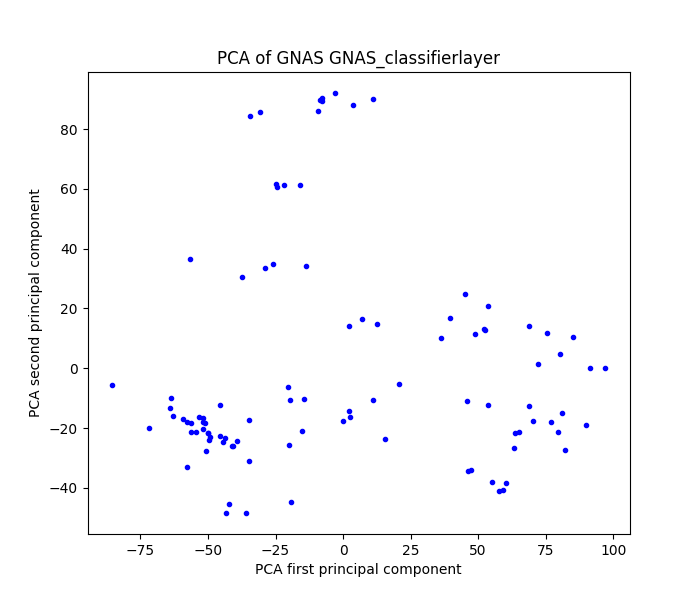 PCA of GNAS GNAS_classifierlayer
80
60
40
20
0
−20
−40
PCA second principal component
−75 −50 −25 0 25 50 75 100
PCA first principal component